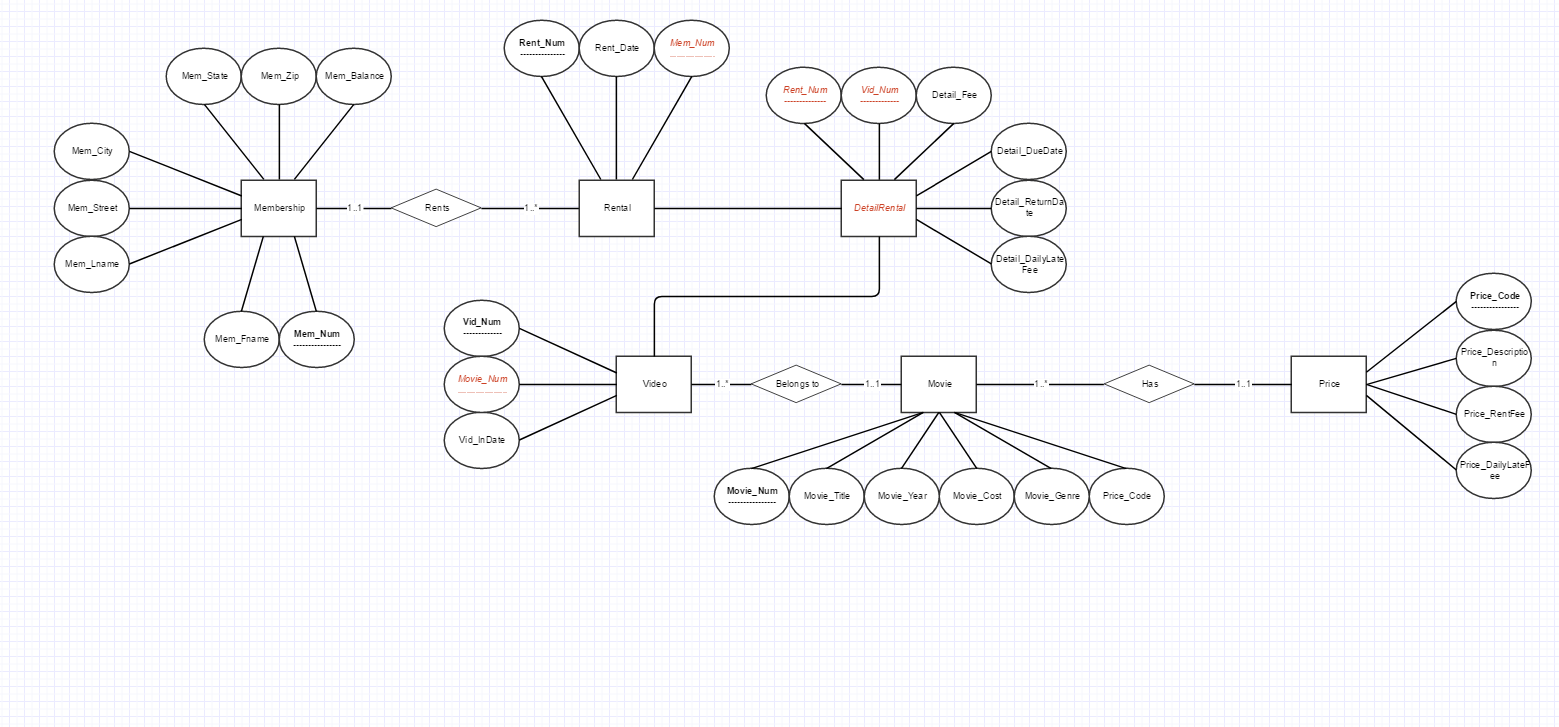 Rent_Num
Rent_Date
Mem_Num
Mem_State
Mem_Zip
Mem_Balance
Rent_Num
Vid_Num
Detail_Fee
Mem_City
Detail_DueDate
Mem_Street
Membership
1..1
Rents
1..*
Rental
DetailRental
Detail_ReturnDa
te
Mem_Lname
Detail_DailyLate
Fee
Mem_Fname
Mem_Num
Vid_Num
Price_Code
Movie_Num
Video
1..*
Belongs to
1..1
Movie
1..*
Has
1..1
Price
Price_Descriptio
n
Price_RentFee
Vid_InDate
Price_DailyLateF
ee
Movie_Num
Movie_Title
Movie_Year
Movie_Cost
Movie_Genre
Price_Code